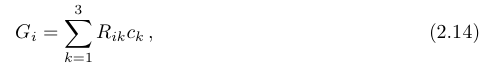 $G_i = \sum_{k=1}^{3} R_{ik} c_k \, ,$ (2.14)